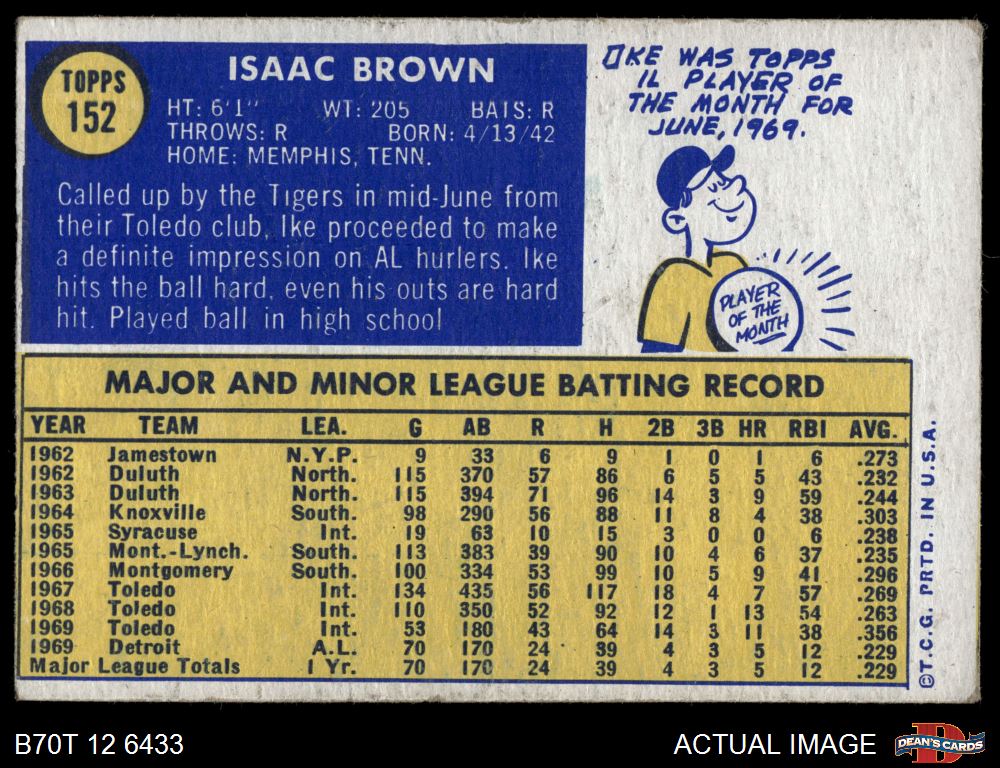 TOPPS
152
ISAAC BROWN
HT: 6'1" WT: 205 BATS: R
THROWS: R BORN: 4/13/42
HOME: MEMPHIS, TENN.
Called up by the Tigers in mid-June from
their Toledo club, Ike proceeded to make
a definite impression on AL hurlers. Ike
hits the ball hard, even his outs are hard
hit. Played ball in high school
IKE WAS TOPPS
IL PLAYER OF
THE MONTH FOR
JUNE, 1969.
PLAYER
OF THE
MONTH
MAJOR AND MINOR LEAGUE BATTING RECORD
YEAR TEAM LEA. G AB R H 2B 3B HR RBI AVG.
1962 Jamestown N.Y.P. 9 33 6 9 1 0 1 6 .273
1962 Duluth North. 115 370 57 86 6 5 5 43 .232
1963 Duluth North. 115 394 71 96 14 3 9 59 .244
1964 Knoxville South. 98 290 56 88 11 8 4 38 .303
1965 Syracuse Int. 19 63 10 15 3 0 0 6 .238
1965 Mont.-Lynch. South. 113 383 39 90 10 4 6 37 .235
1966 Montgomery South. 100 334 53 99 10 5 9 41 .296
1967 Toledo Int. 134 435 56 117 18 4 7 57 .269
1968 Toledo Int. 110 350 52 92 12 1 13 54 .263
1969 Toledo Int. 53 180 43 64 14 3 11 38 .356
1969 Detroit A.L. 70 170 24 39 4 3 5 12 .229
Major League Totals 1 Yr. 70 170 24 39 4 3 5 12 .229
©T.C.G. PRTD. IN U.S.A.
B70T 12 6433
ACTUAL IMAGE
D
DEAN'S CARDS